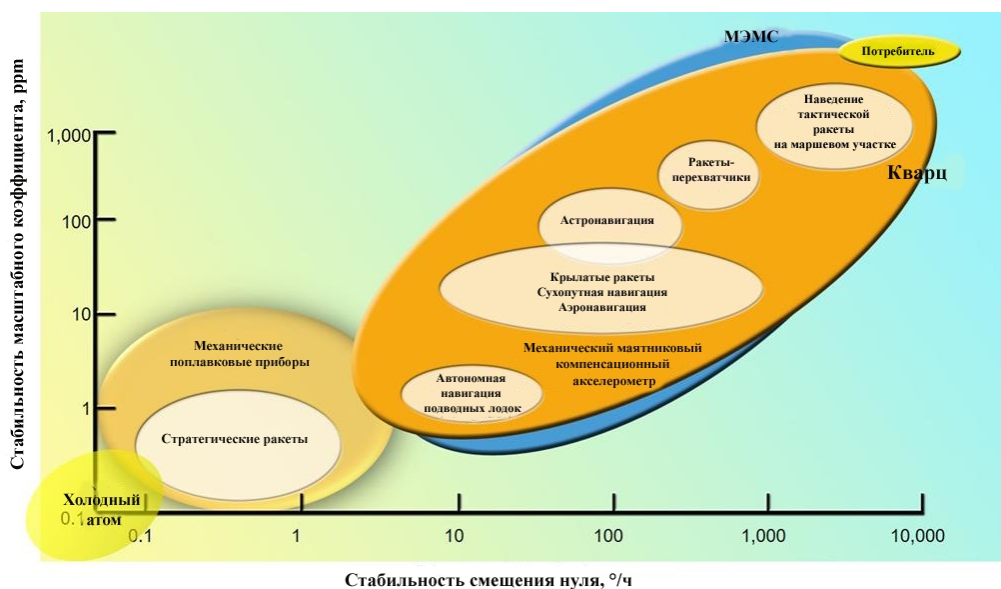 МЭМС
Потребитель
Наведение
тактической
ракеты
на маршевом участке
Кварц
Ракеты-
перехватчики
Астронавигация
Крылатые ракеты
Сухопутная навигация
Аэронавигация
Механический маятниковый
компенсационный
акселерометр
Автономная
навигация
подводных лодок
Механические
поплавковые приборы
Стратегические ракеты
Холодный
атом
Стабильность масштабного коэффициента, ppm
1,000
100
10
1
0.1
0.1
1
10
100
1,000
10,000
Стабильность смещения нуля, °/ч